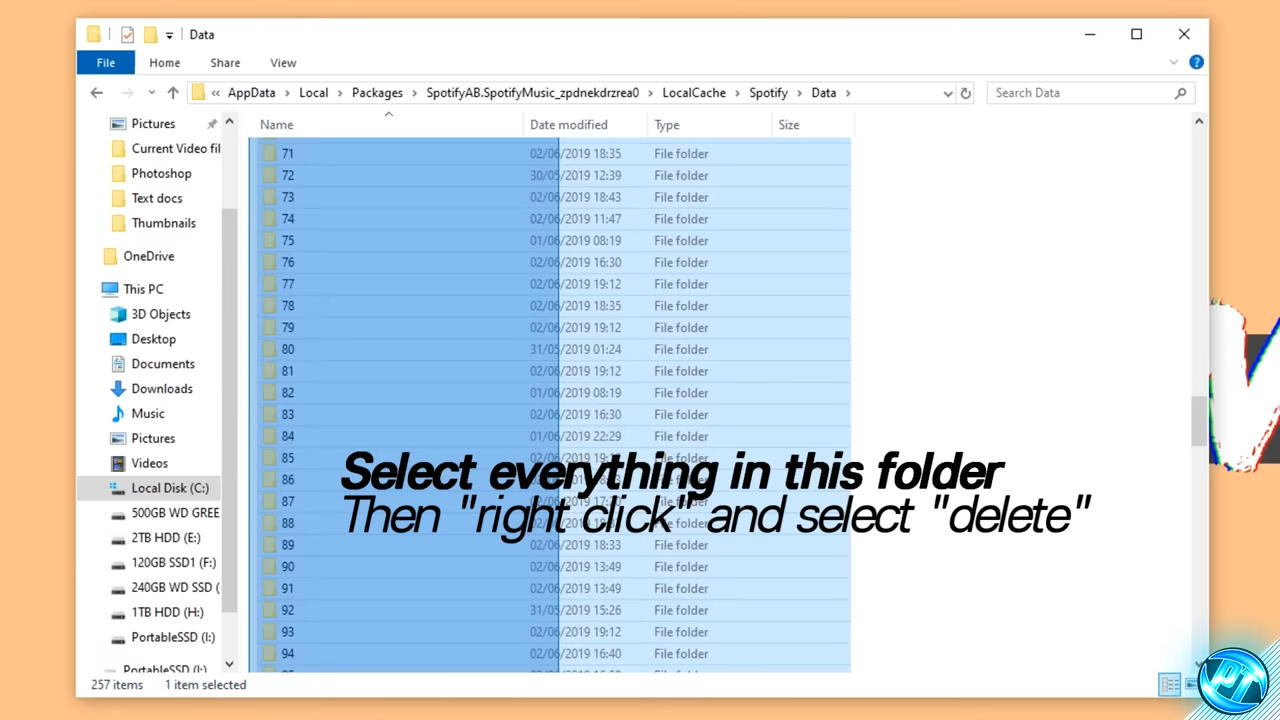 Data
File Home Share View
« AppData › Local › Packages › SpotifyAB.SpotifyMusic_zpdnekdrzrea0 › LocalCache › Spotify › Data › Search Data
Name Date modified Type Size
Pictures
Current Video fil
Photoshop
Text docs
Thumbnails
OneDrive
This PC
3D Objects
Desktop
Documents
Downloads
Music
Pictures
Videos
Local Disk (C:)
500GB WD GREE
2TB HDD (E:)
120GB SSD1 (F:)
240GB WD SSD (
1TB HDD (H:)
PortableSSD (I:)
PortableSSD (I:)
71 02/06/2019 18:35 File folder
72 30/05/2019 12:39 File folder
73 02/06/2019 18:43 File folder
74 02/06/2019 11:47 File folder
75 01/06/2019 08:19 File folder
76 02/06/2019 16:30 File folder
77 02/06/2019 19:12 File folder
78 02/06/2019 18:35 File folder
79 02/06/2019 19:12 File folder
80 31/05/2019 01:24 File folder
81 02/06/2019 19:12 File folder
82 01/06/2019 08:19 File folder
83 02/06/2019 16:30 File folder
84 01/06/2019 22:29 File folder
85
86
87
88
89 02/06/2019 18:33 File folder
90 02/06/2019 13:49 File folder
91 02/06/2019 13:49 File folder
92 31/05/2019 15:26 File folder
93 02/06/2019 19:12 File folder
94 02/06/2019 16:40 File folder
Select everything in this folder
Then "right click" and select "delete"
257 items 1 item selected
PT